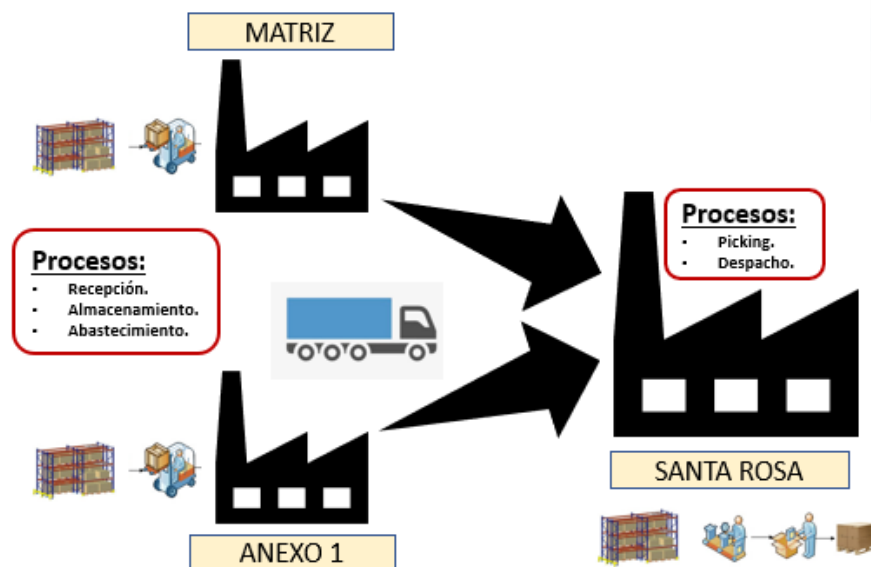 MATRIZ
Procesos:
- Recepción.
- Almacenamiento.
- Abastecimiento.
Procesos:
- Picking.
- Despacho.
SANTA ROSA
ANEXO 1